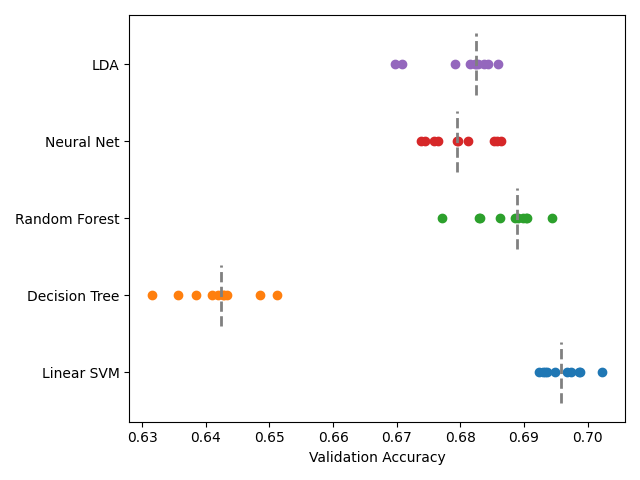 LDA
Neural Net
Random Forest
Decision Tree
Linear SVM
0.63 0.64 0.65 0.66 0.67 0.68 0.69 0.70
Validation Accuracy